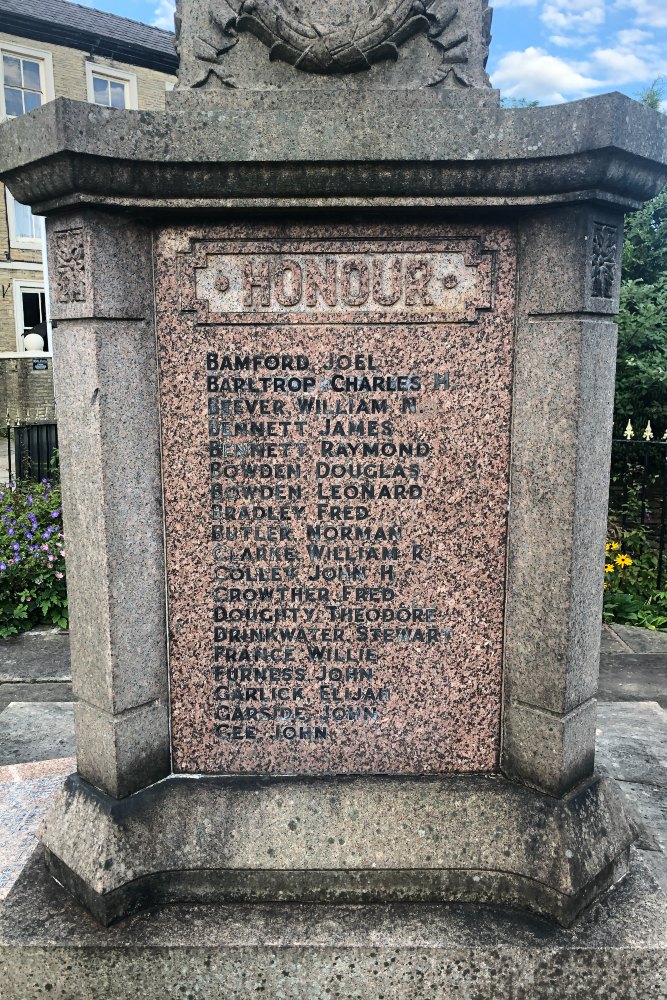 · HONOUR ·
BAMFORD JOEL
BARLTROP CHARLES H.
BEEVER WILLIAM N.
BENNETT JAMES
BENNETT RAYMOND
BOWDEN DOUGLAS
BOWDEN LEONARD
BRADLEY FRED
BUTLER NORMAN
CLARKE WILLIAM R.
COLLEY JOHN H.
CROWTHER FRED
DOUGHTY THEODORE
DRINKWATER STEWART
FRANCE WILLIE
FURNESS JOHN
GARLICK ELIJAH
GARSIDE JOHN
GEE JOHN